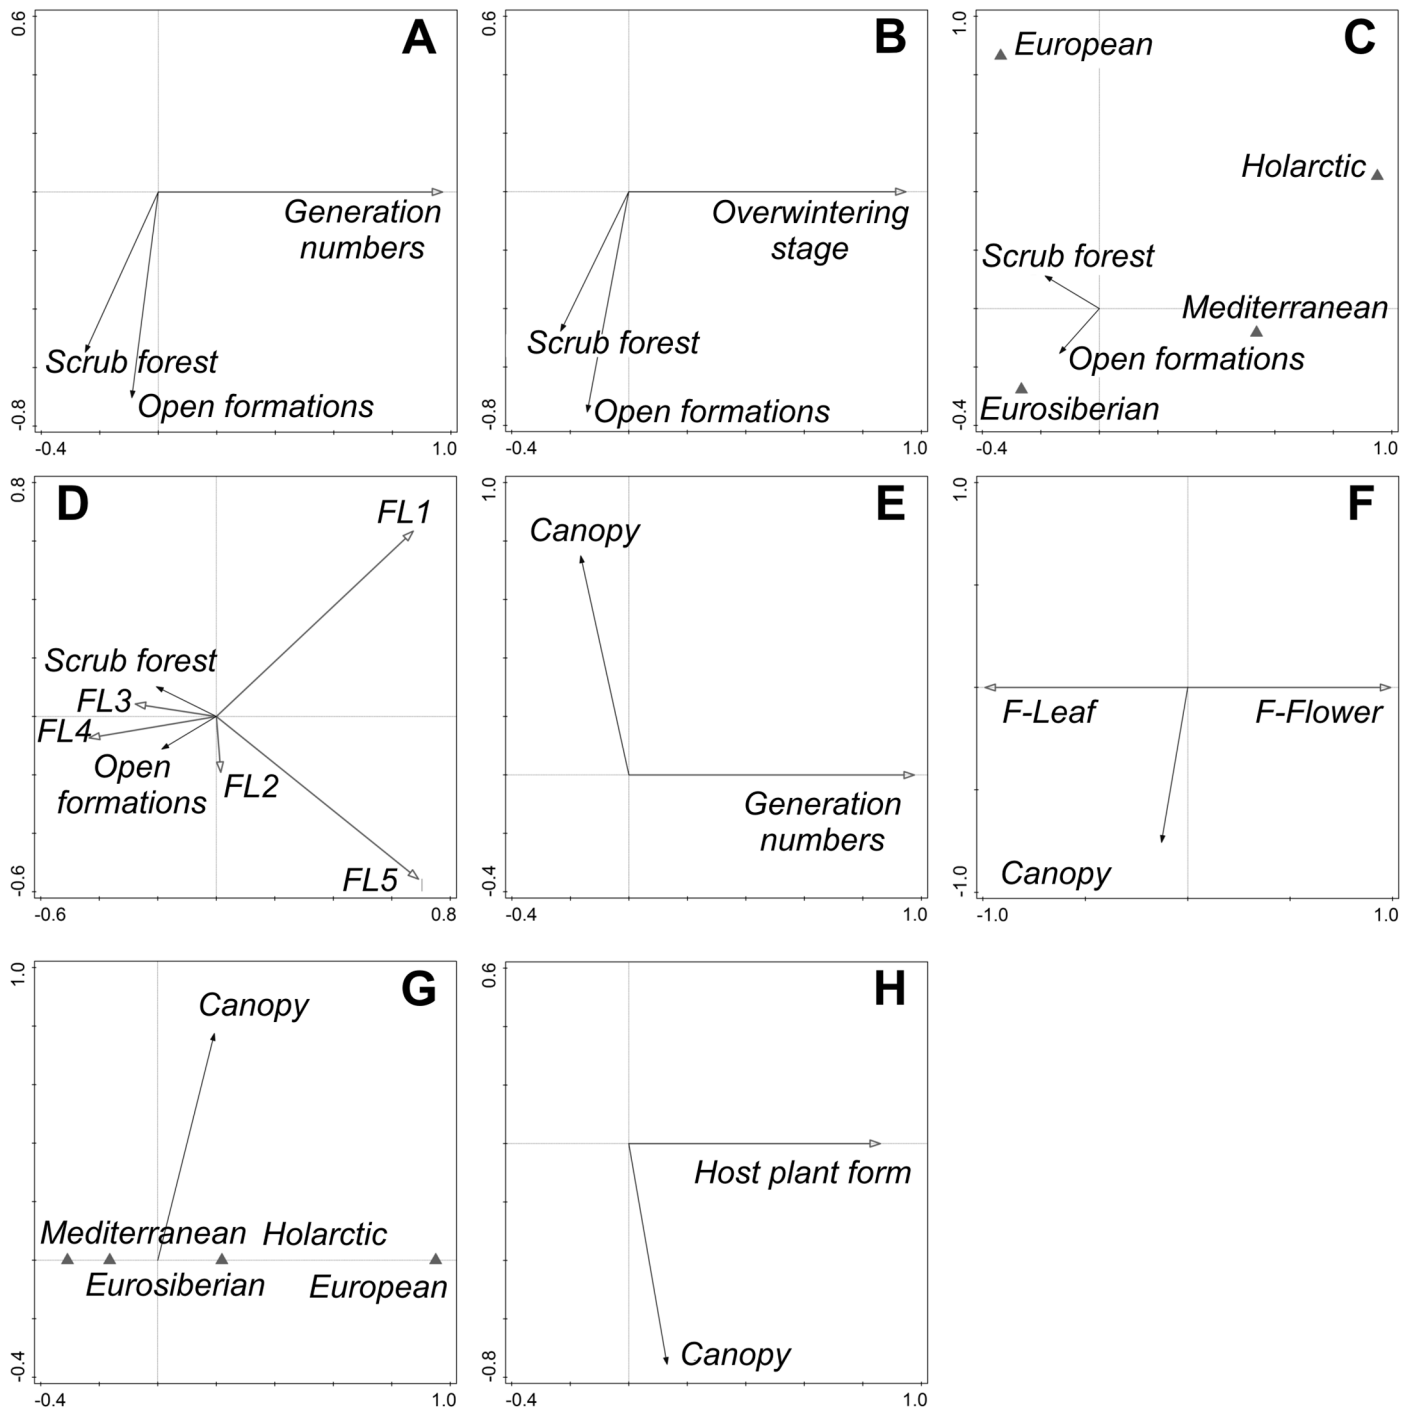 A
0.6
Generation
numbers
Scrub forest
Open formations
-0.8
-0.4
1.0
B
0.6
Overwintering
stage
Scrub forest
Open formations
-0.8
-0.4
1.0
C
1.0
European
Holarctic
Scrub forest
Mediterranean
Open formations
Eurosiberian
-0.4
-0.4
1.0
D
0.8
FL1
Scrub forest
FL3
FL4
Open
formations
FL2
FL5
-0.6
-0.6
0.8
E
1.0
Canopy
Generation
numbers
-0.4
-0.4
1.0
F
1.0
F-Leaf
F-Flower
Canopy
-1.0
-1.0
1.0
G
1.0
Canopy
Mediterranean
Holarctic
Eurosiberian
European
-0.4
-0.4
1.0
H
0.6
Host plant form
Canopy
-0.8
-0.4
1.0